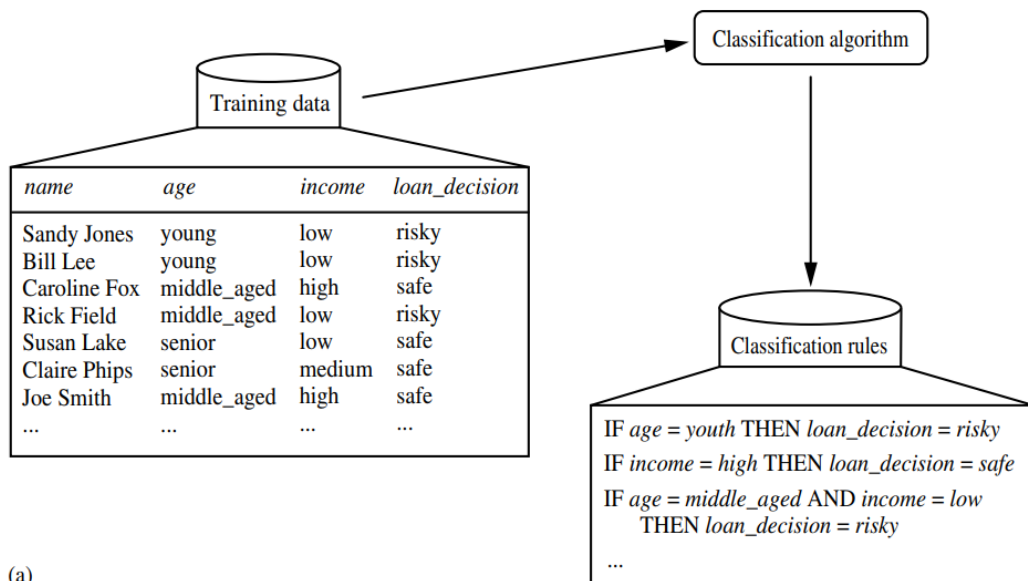 Classification algorithm
Training data
name age income loan_decision
Sandy Jones young low risky
Bill Lee young low risky
Caroline Fox middle_aged high safe
Rick Field middle_aged low risky
Susan Lake senior low safe
Claire Phips senior medium safe
Joe Smith middle_aged high safe
... ... ... ...
Classification rules
IF age = youth THEN loan_decision = risky
IF income = high THEN loan_decision = safe
IF age = middle_aged AND income = low
THEN loan_decision = risky
...
(a)